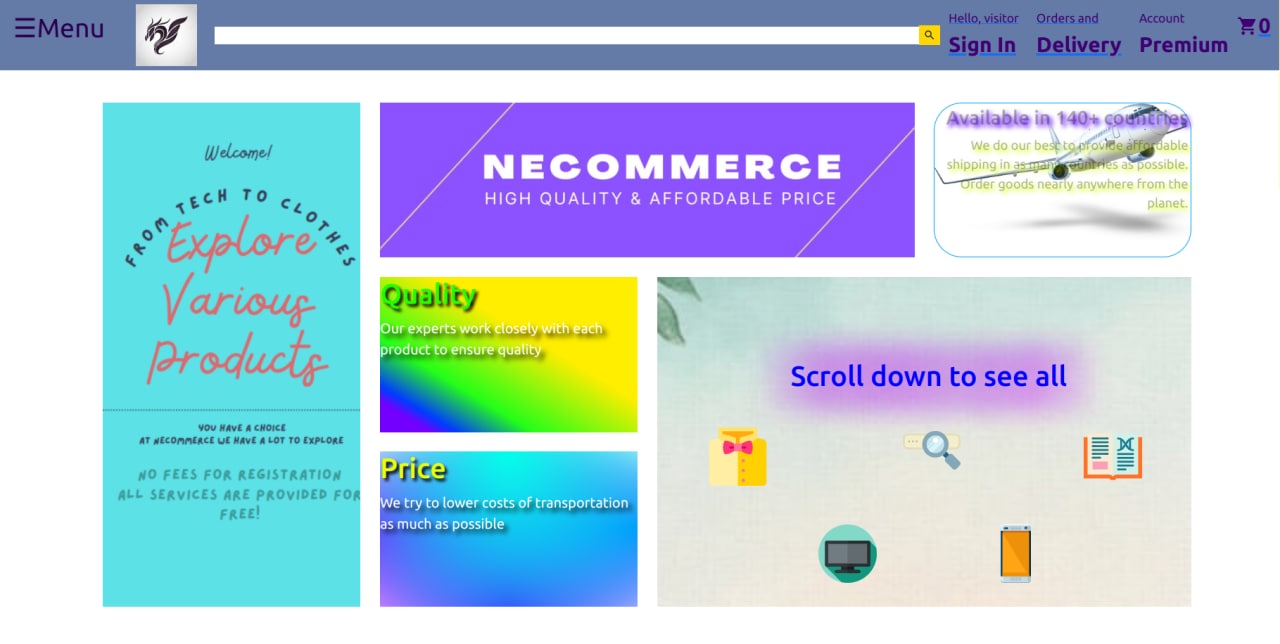 ☰Menu
Hello, visitor
Sign In
Orders and
Delivery
Account
Premium
0
Welcome!
FROM TECH TO CLOTHES
Explore
Various
Products
YOU HAVE A CHOICE
AT NECOMMERCE WE HAVE A LOT TO EXPLORE
NO FEES FOR REGISTRATION
ALL SERVICES ARE PROVIDED FOR
FREE!
NECOMMERCE
HIGH QUALITY & AFFORDABLE PRICE
Available in 140+ countries
We do our best to provide affordable
shipping in as many countries as possible.
Order goods nearly anywhere from the
planet.
Quality
Our experts work closely with each
product to ensure quality
Price
We try to lower costs of transportation
as much as possible
Scroll down to see all